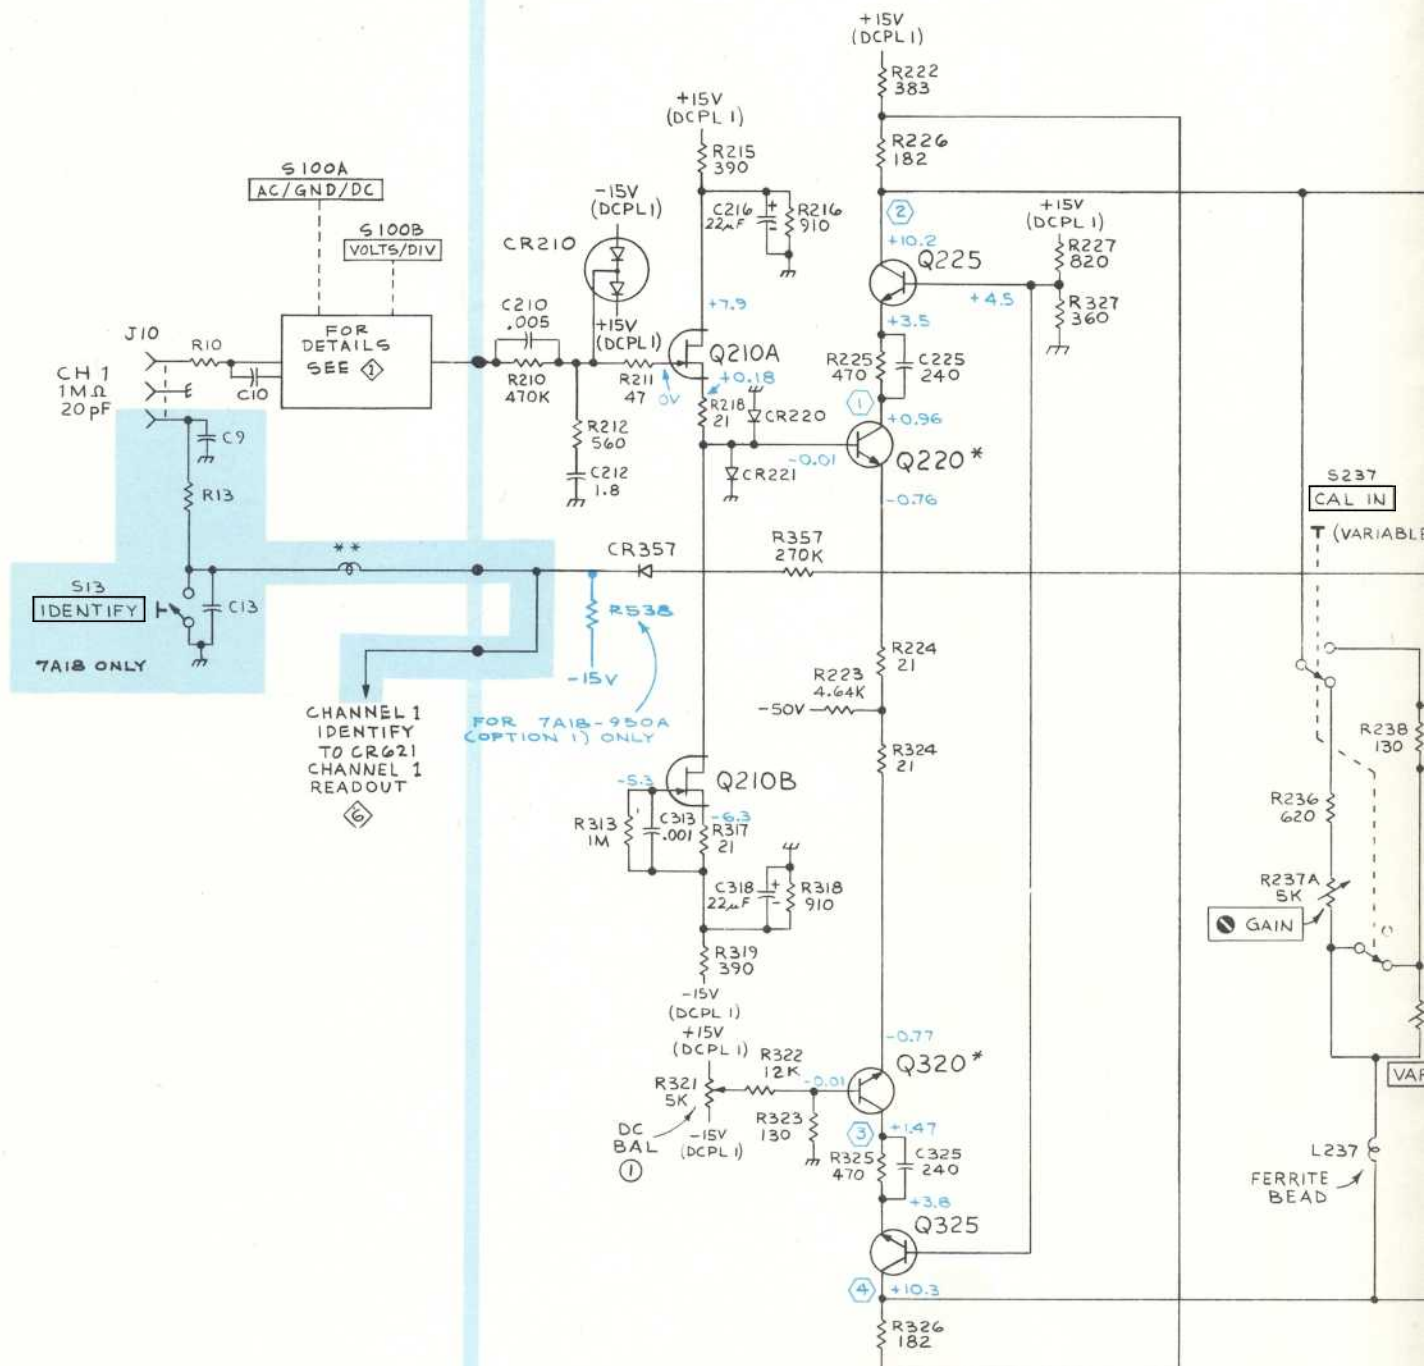 +15V
(DCPL 1)
R222
383
R226
182
+15V
(DCPL 1)
R215
390
S100A
AC/GND/DC
S100B
VOLTS/DIV
-15V
(DCPL 1)
CR210
C216
22µF
+
-
R216
910
2
+10.2
Q225
+15V
(DCPL 1)
R227
820
+4.5
R327
360
+7.9
+3.5
J10
R10
C10
FOR
DETAILS
SEE 1
C210
.005
+15V
(DCPL 1)
R210
470K
R211
47
Q210A
+0.18
0V
R218
21
CR220
R225
470
C225
240
1
+0.96
CH 1
1MΩ
20pF
C9
R212
560
C212
1.8
CR221
-0.01
Q220*
-0.76
R13
S237
CAL IN
(VARIABLE
**
CR357
R357
270K
S13
IDENTIFY
C13
R538
7A18 ONLY
-15V
R224
21
R223
4.64K
-50V
CHANNEL 1
IDENTIFY
TO CR621
CHANNEL 1
READOUT
6
FOR 7A18-950A
(OPTION 1) ONLY
R324
21
R238
130
-5.3
Q210B
R236
620
R313
1M
C313
.001
-6.3
R317
21
C318
22µF
+
-
R318
910
R237A
5K
GAIN
R319
390
-15V
(DCPL 1)
+15V
(DCPL 1)
-0.77
Q320*
R321
5K
R322
12K
-0.01
VAR
DC
BAL
1
R323
130
-15V
(DCPL 1)
3
+1.47
R325
470
C325
240
L237
FERRITE
BEAD
+3.8
Q325
4
+10.3
R326
182